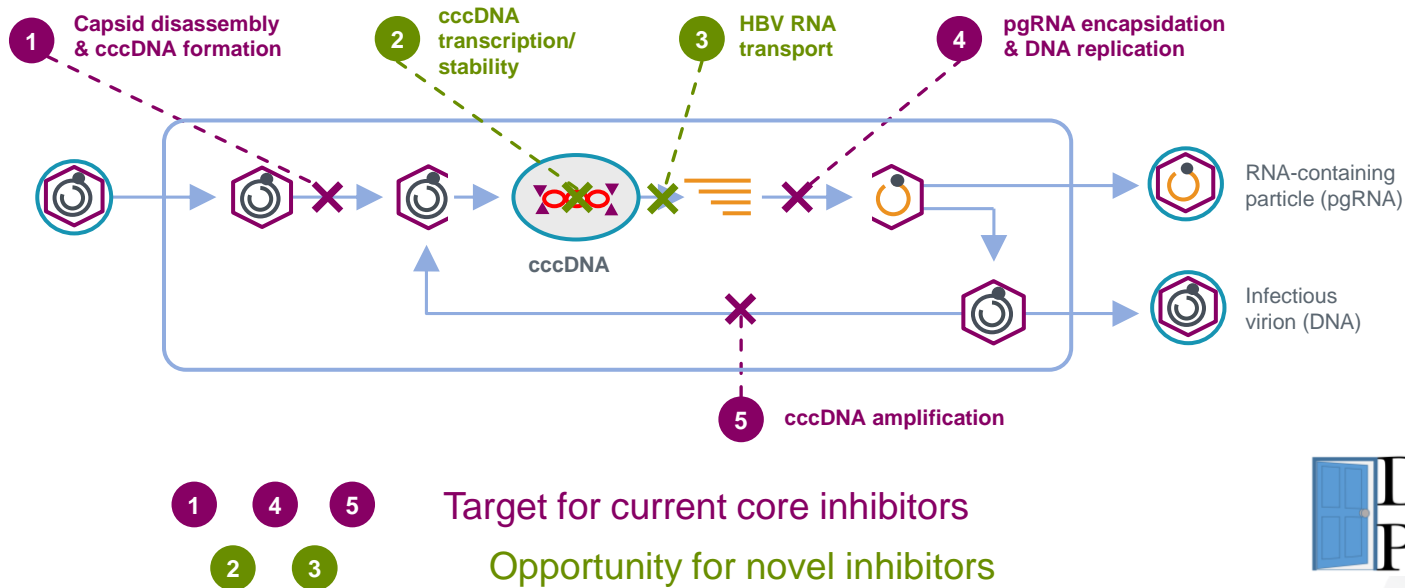 1
Capsid disassembly
& cccDNA formation
2
cccDNA
transcription/
stability
3
HBV RNA
transport
4
pgRNA encapsidation
& DNA replication
cccDNA
RNA-containing
particle (pgRNA)
Infectious
virion (DNA)
5
cccDNA amplification
1 4 5 Target for current core inhibitors
2 3 Opportunity for novel inhibitors